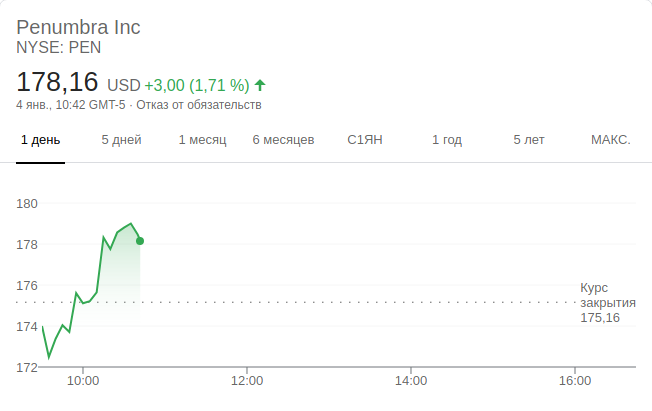 Penumbra Inc
NYSE: PEN
178,16 USD +3,00 (1,71 %)
4 янв., 10:42 GMT-5 · Отказ от обязательств
1 день 5 дней 1 месяц 6 месяцев С1ЯН 1 год 5 лет МАКС.
180
178
176
174
172
Курс
закрытия
175,16
10:00 12:00 14:00 16:00